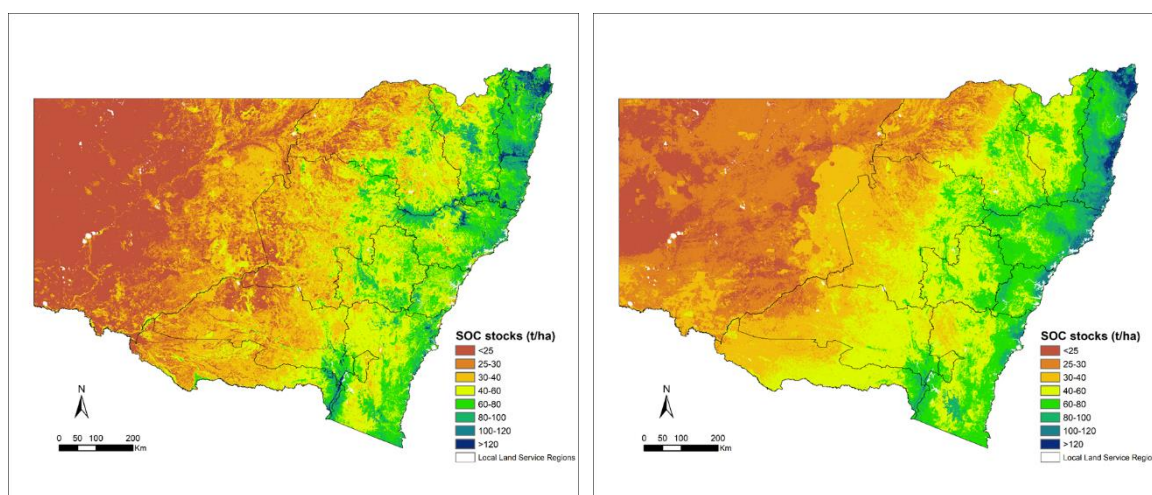 SOC stocks (t/ha)
<25
25-30
30-40
40-60
60-80
80-100
100-120
>120
Local Land Service Regions
N
0 50 100 200
Km
SOC stocks (t/ha)
<25
25-30
30-40
40-60
60-80
80-100
100-120
>120
Local Land Service Regions
N
0 50 100 200
Km